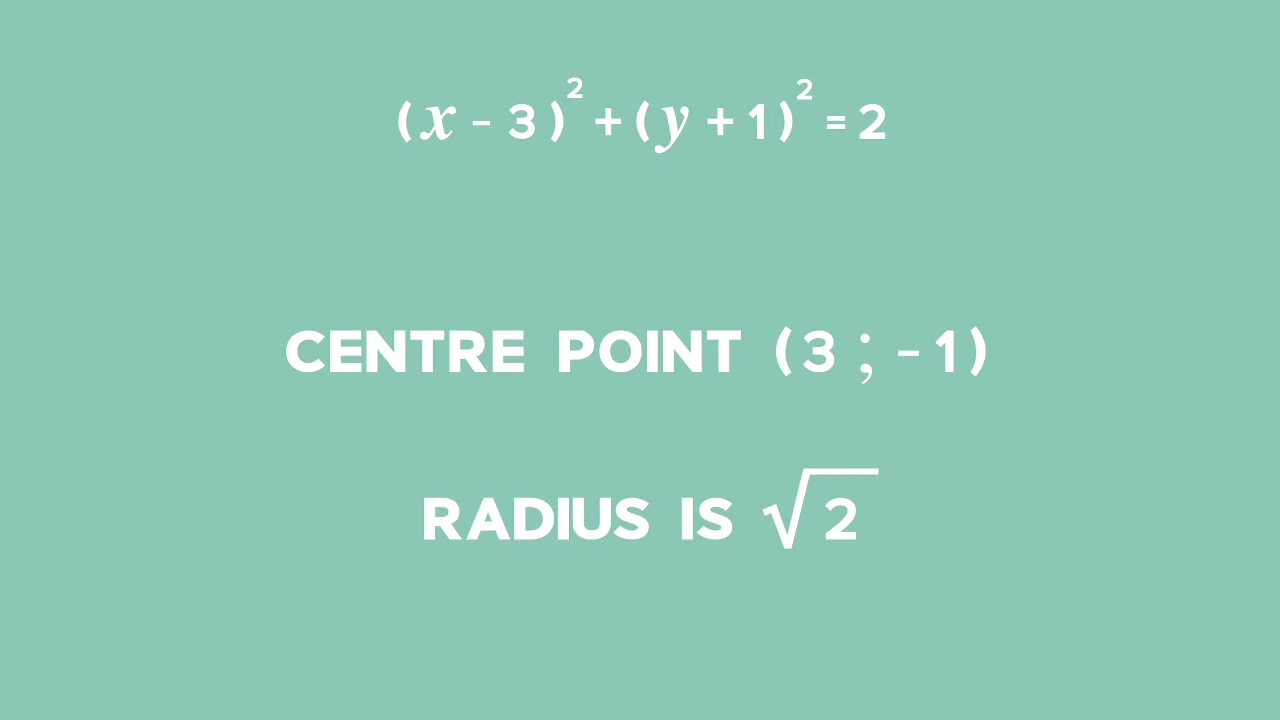 (x - 3)² + (y + 1)² = 2
CENTRE POINT (3 ; - 1)
RADIUS IS √2